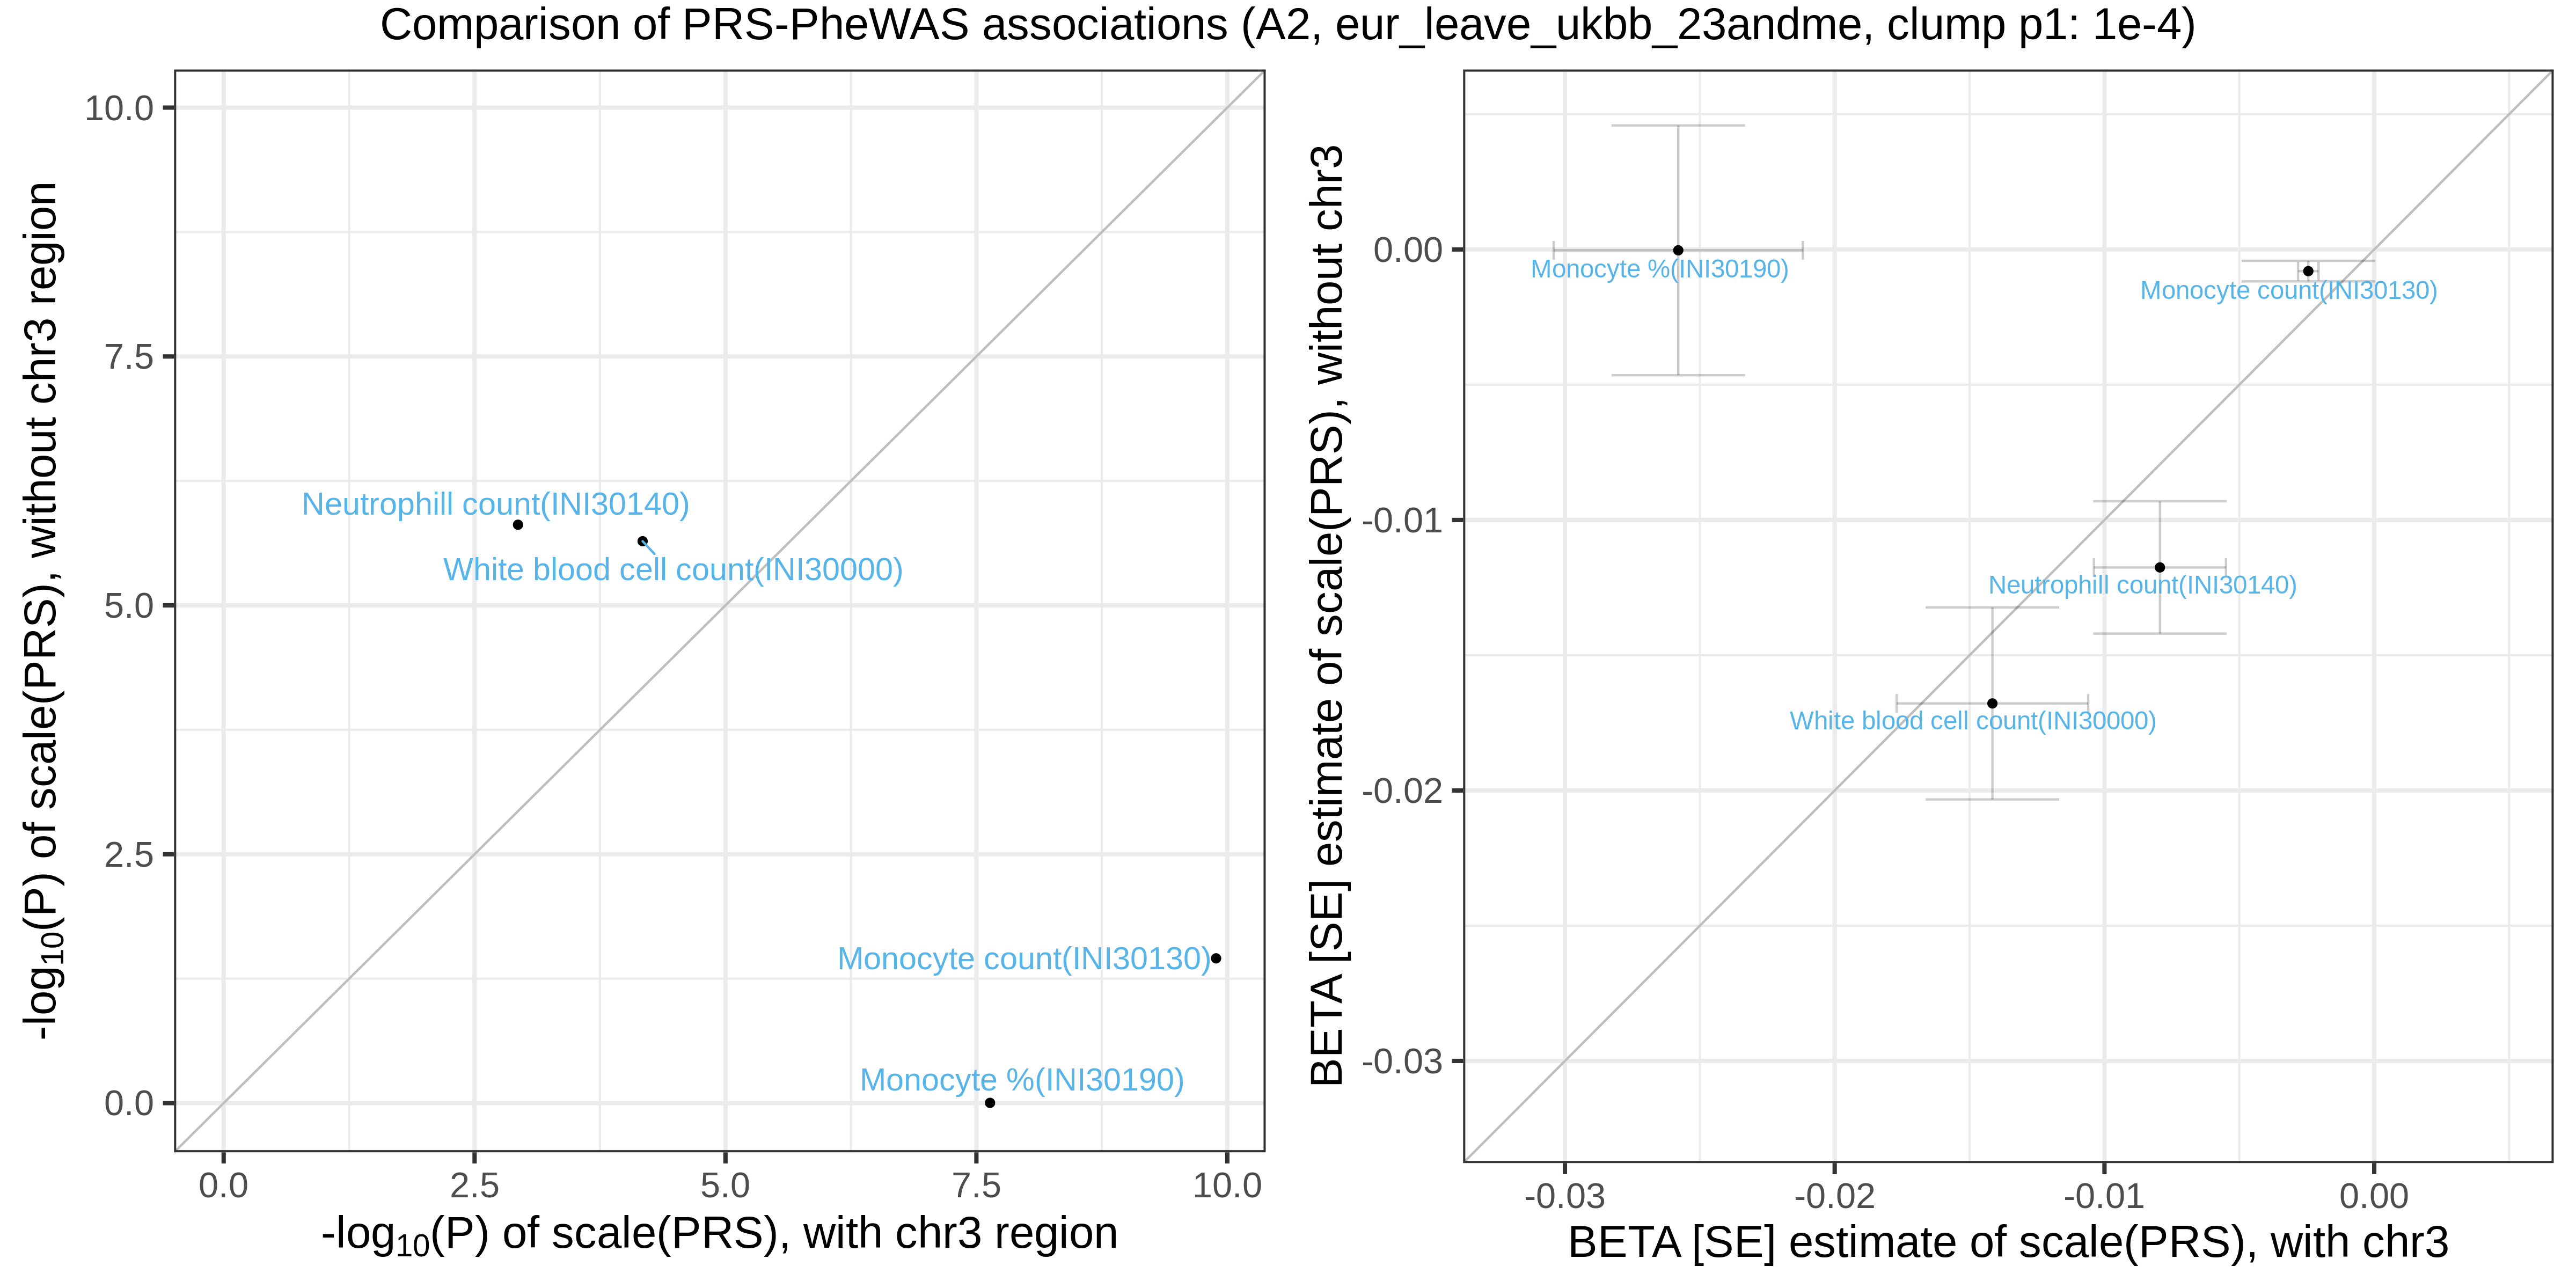 Comparison of PRS-PheWAS associations (A2, eur_leave_ukbb_23andme, clump p1: 1e-4)
-log10(P) of scale(PRS), without chr3 region
10.0
7.5
5.0
2.5
0.0
Neutrophill count(INI30140)
White blood cell count(INI30000)
Monocyte count(INI30130)
Monocyte %(INI30190)
0.0 2.5 5.0 7.5 10.0
-log10(P) of scale(PRS), with chr3 region
BETA [SE] estimate of scale(PRS), without chr3
0.00
-0.01
-0.02
-0.03
Monocyte %(INI30190)
Monocyte count(INI30130)
Neutrophill count(INI30140)
White blood cell count(INI30000)
-0.03 -0.02 -0.01 0.00
BETA [SE] estimate of scale(PRS), with chr3